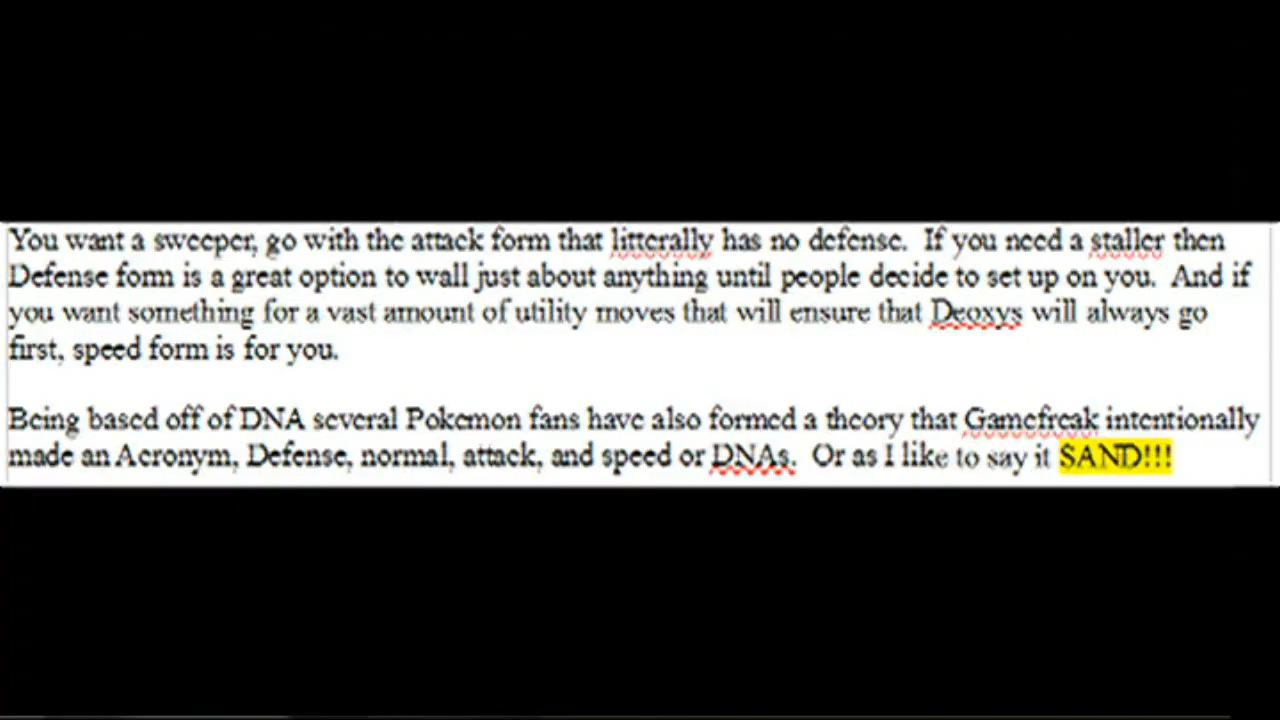 You want a sweeper, go with the attack form that litterally has no defense.  If you need a staller then
Defense form is a great option to wall just about anything until people decide to set up on you.  And if
you want something for a vast amount of utility moves that will ensure that Deoxys will always go
first, speed form is for you.
Being based off of DNA several Pokemon fans have also formed a theory that Gamefreak intentionally
made an Acronym, Defense, normal, attack, and speed or DNAs.  Or as I like to say it SAND!!!